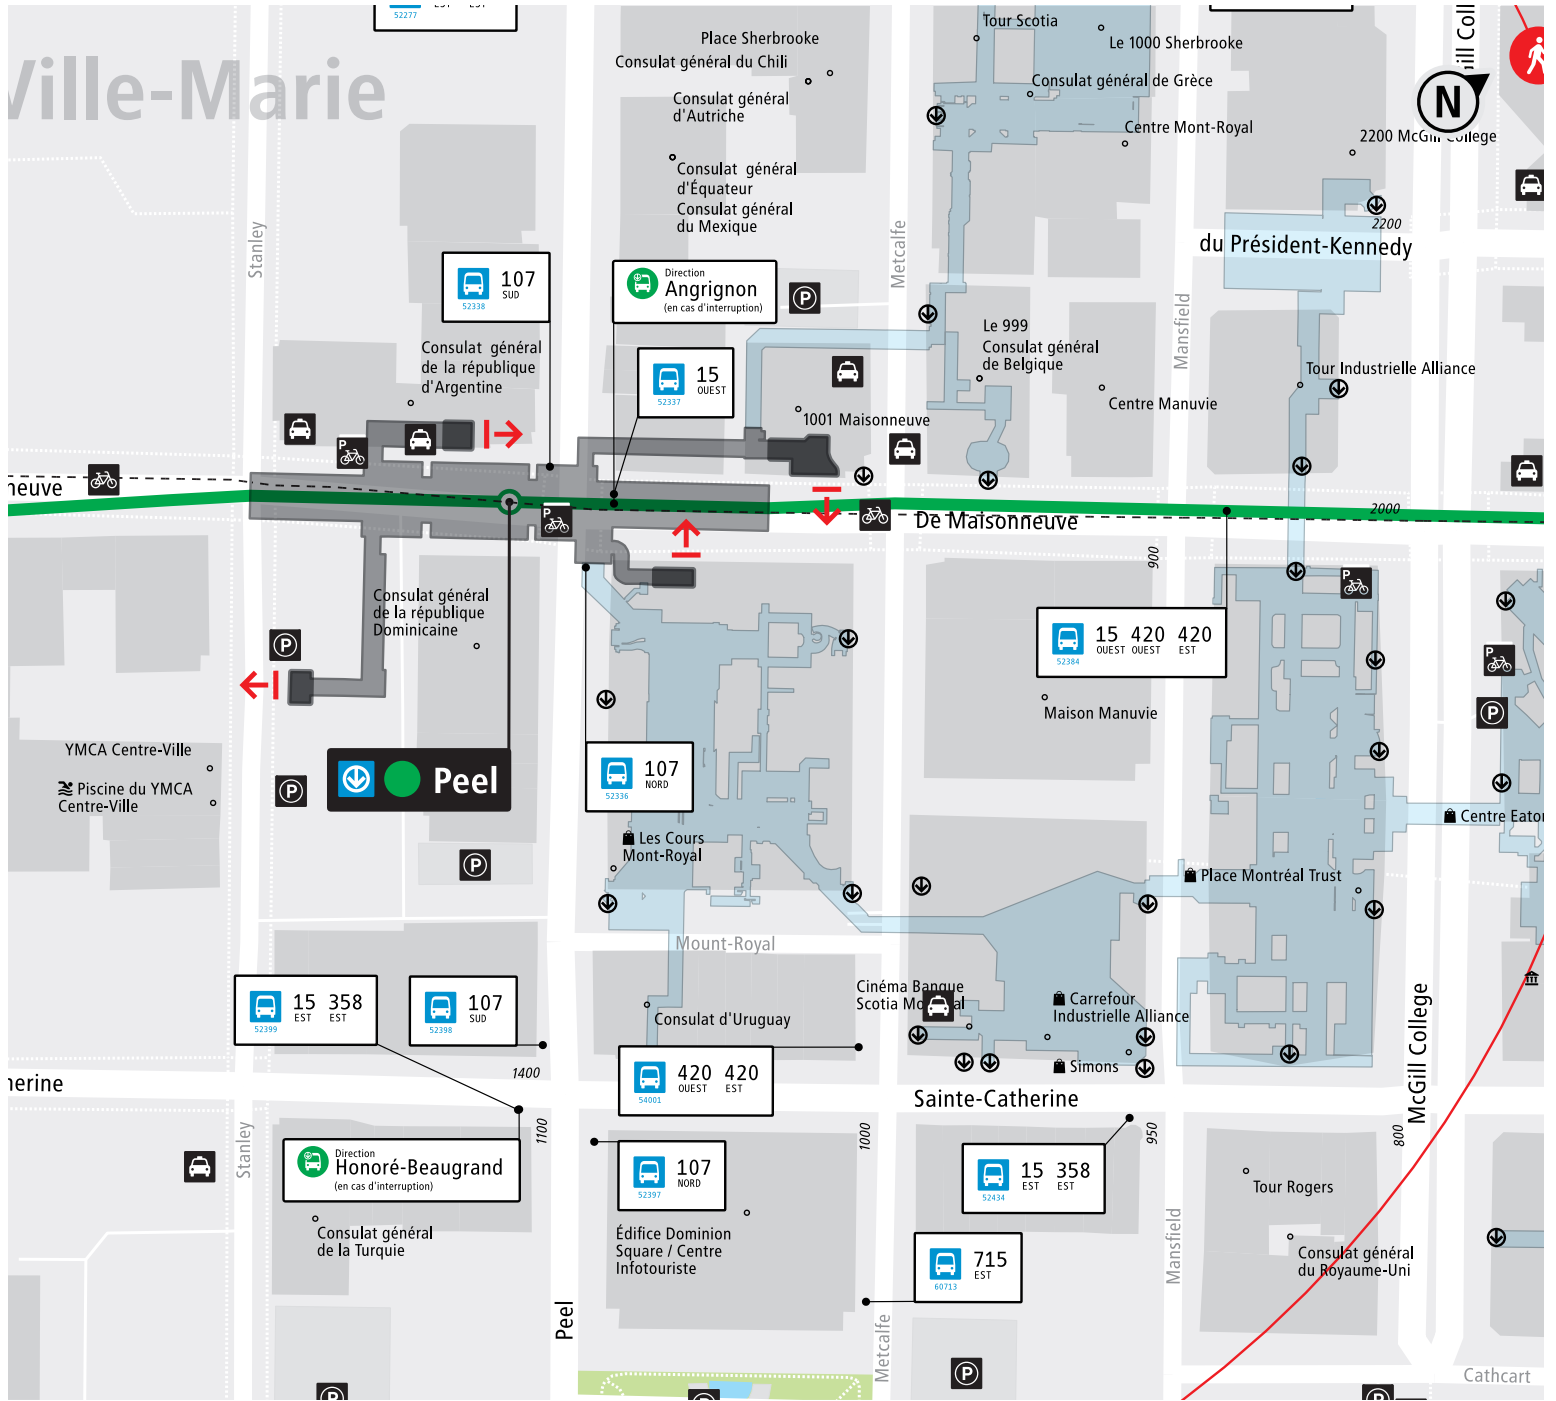 52277
EST EST
Ville-Marie
Place Sherbrooke
Consulat général du Chili
Consulat général
d'Autriche
Consulat général
d'Équateur
Consulat général
du Mexique
Tour Scotia
Le 1000 Sherbrooke
Consulat général de Grèce
Centre Mont-Royal
N
2200 McGill College
2200
du Président-Kennedy
Stanley
Metcalfe
Mansfield
107
SUD
52338
Direction
Angrignon
(en cas d'interruption)
P
15
OUEST
52337
Consulat général
de la république
d'Argentine
Le 999
Consulat général
de Belgique
1001 Maisonneuve
Centre Manuvie
Tour Industrielle Alliance
P
neuve
P
De Maisonneuve
2000
900
Consulat général
de la république
Dominicaine
P
P
P
P
15 420 420
OUEST OUEST EST
52384
Maison Manuvie
YMCA Centre-Ville
Piscine du YMCA
Centre-Ville
P
Peel
107
NORD
52336
Les Cours
Mont-Royal
P
Centre Eaton
Place Montréal Trust
Mount-Royal
15 358
EST EST
52399
107
SUD
52398
Consulat d'Uruguay
Cinéma Banque
Carrefour
Industrielle Alliance
Simons
McGill College
1400
420 420
OUEST EST
54001
herine
Sainte-Catherine
1100
1000
950
800
Stanley
Direction
Honoré-Beaugrand
(en cas d'interruption)
107
NORD
52397
15 358
EST EST
52434
Tour Rogers
Consulat général
de la Turquie
Édifice Dominion
Square / Centre
Infotouriste
715
EST
60713
Mansfield
Consulat général
du Royaume-Uni
Peel
Metcalfe
P
Cathcart
P
P
P